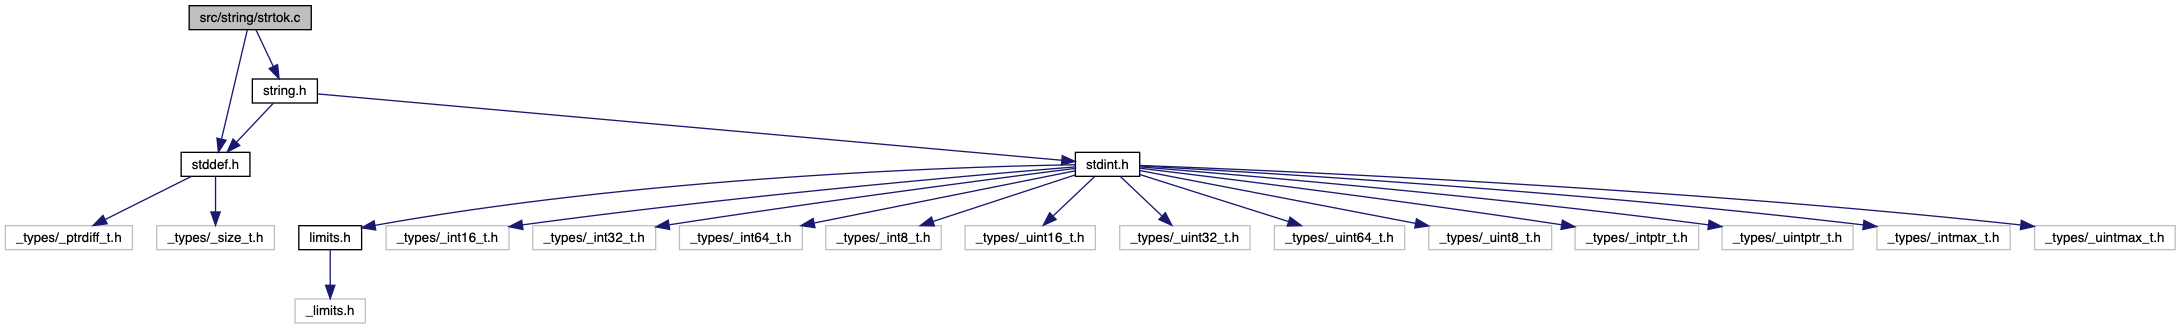 src/string/strtok.c
string.h
stddef.h
stdint.h
_types/_ptrdiff_t.h
_types/_size_t.h
limits.h
_types/_int16_t.h
_types/_int32_t.h
_types/_int64_t.h
_types/_int8_t.h
_types/_uint16_t.h
_types/_uint32_t.h
_types/_uint64_t.h
_types/_uint8_t.h
_types/_intptr_t.h
_types/_uintptr_t.h
_types/_intmax_t.h
_types/_uintmax_t.h
_limits.h